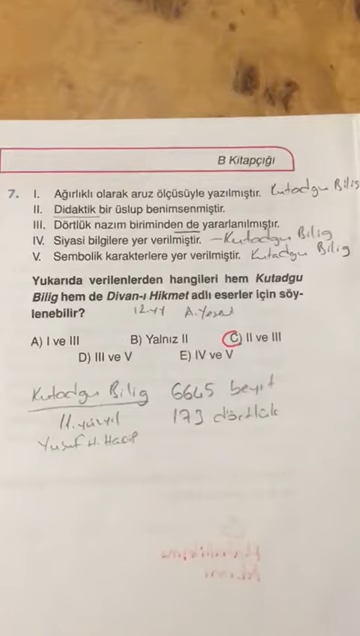 B Kitapçığı
7. I. Ağırlıklı olarak aruz ölçüsüyle yazılmıştır. Kutadgu Bilig
II. Didaktik bir üslup benimsenmiştir.
III. Dörtlük nazım biriminden de yararlanılmıştır.
IV. Siyasi bilgilere yer verilmiştir. – Kutadgu Bilig
V. Sembolik karakterlere yer verilmiştir. Kutadgu Bilig
Yukarıda verilenlerden hangileri hem Kutadgu
Bilig hem de Divan-ı Hikmet adlı eserler için söy-
lenebilir? 12.yy A. Yesevi
A) I ve III B) Yalnız II C) II ve III
D) III ve V E) IV ve V
Kutadgu Bilig 6645 beyit
11. yüzyıl 173 dörtlük
Yusuf H. Hacip